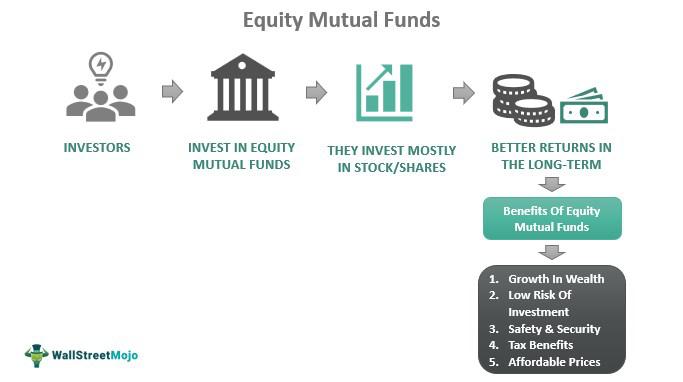 Equity Mutual Funds
INVESTORS
INVEST IN EQUITY
MUTUAL FUNDS
THEY INVEST MOSTLY
IN STOCK/SHARES
BETTER RETURNS IN
THE LONG-TERM
Benefits Of Equity
Mutual Funds
1. Growth In Wealth
2. Low Risk Of
Investment
3. Safety & Security
4. Tax Benefits
5. Affordable Prices
WallStreetMojo